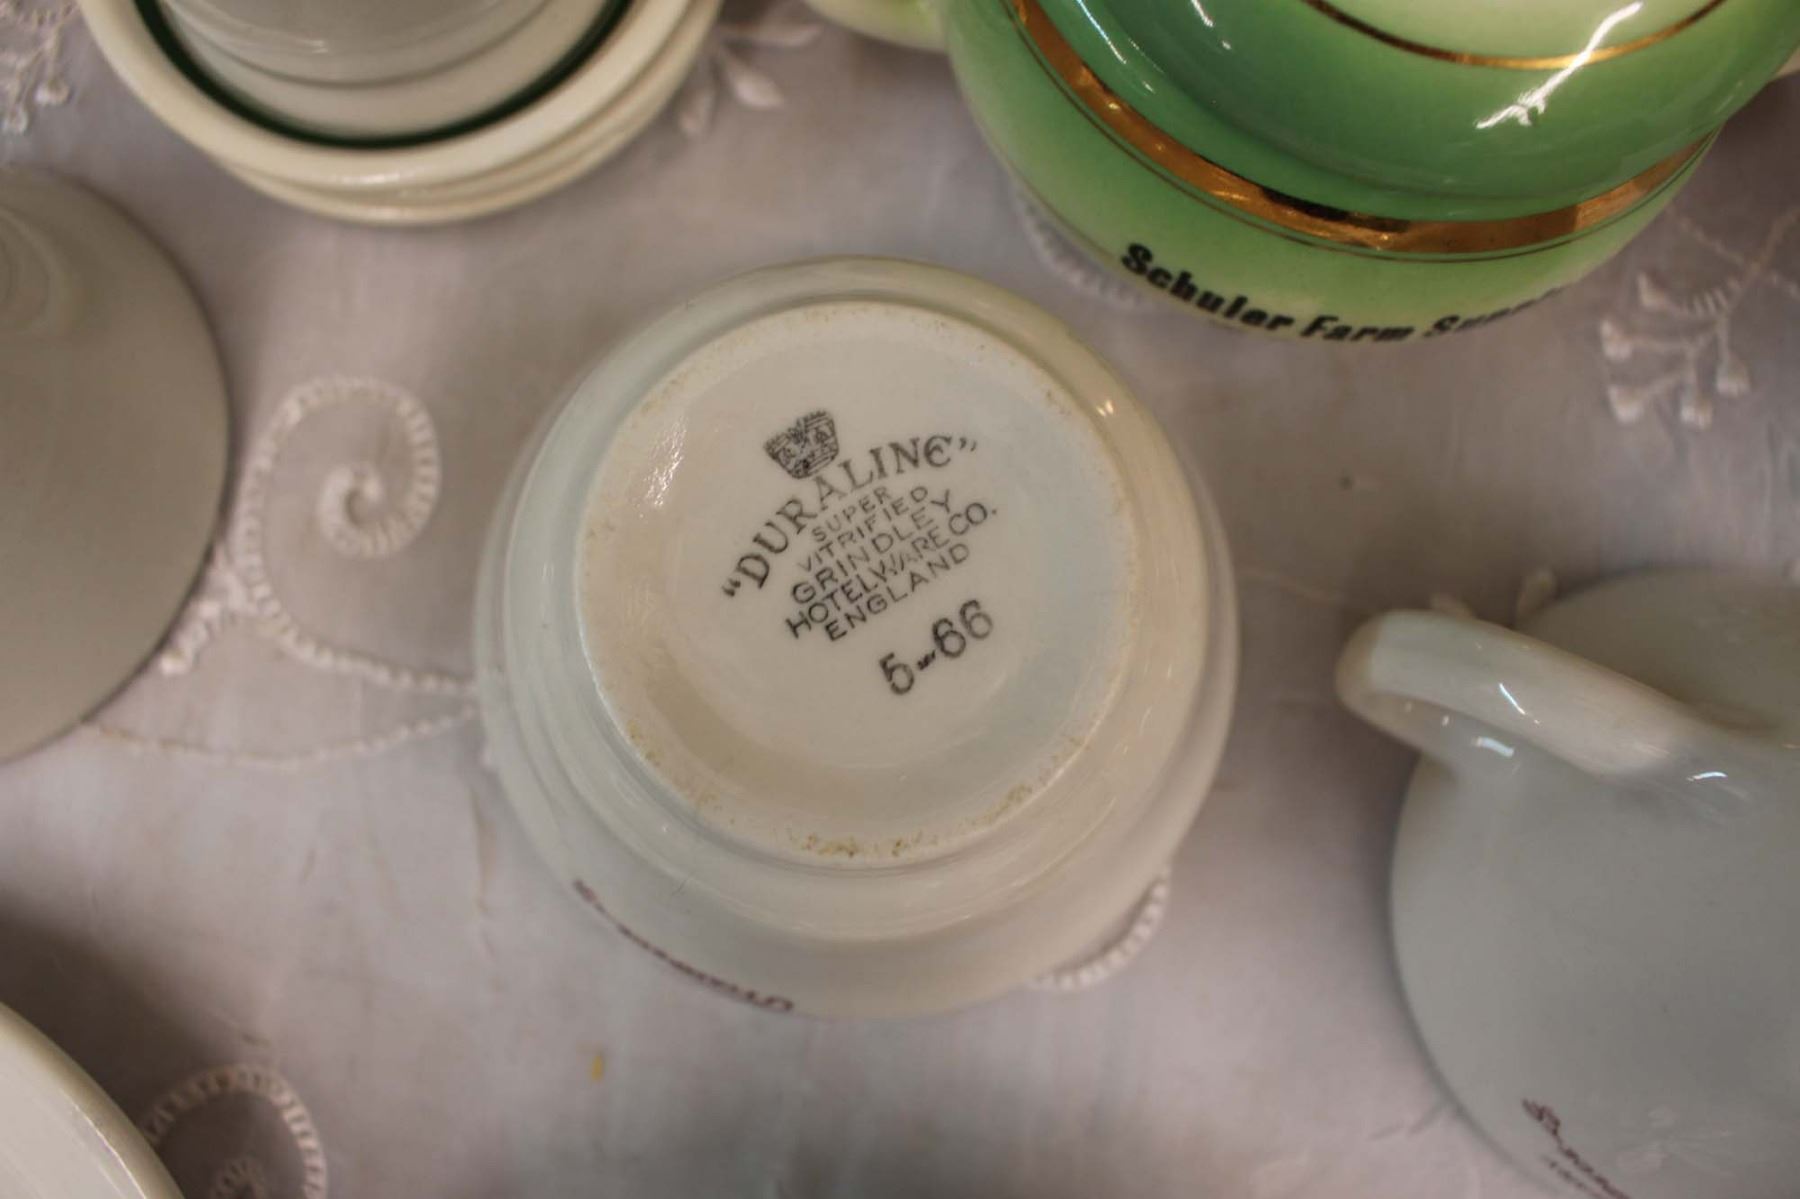 Schuler Farm
"DURALINE"
SUPER
VITRIFIED
GRINDLEY
HOTELWARE CO.
ENGLAND
5-66